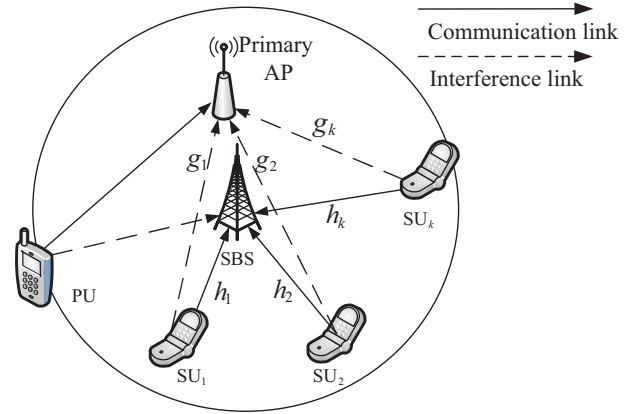 Communication link
Interference link
Primary
AP
g₁
g₂
gₖ
hₖ
SUₖ
SBS
PU
h₁
h₂
SU₁
SU₂